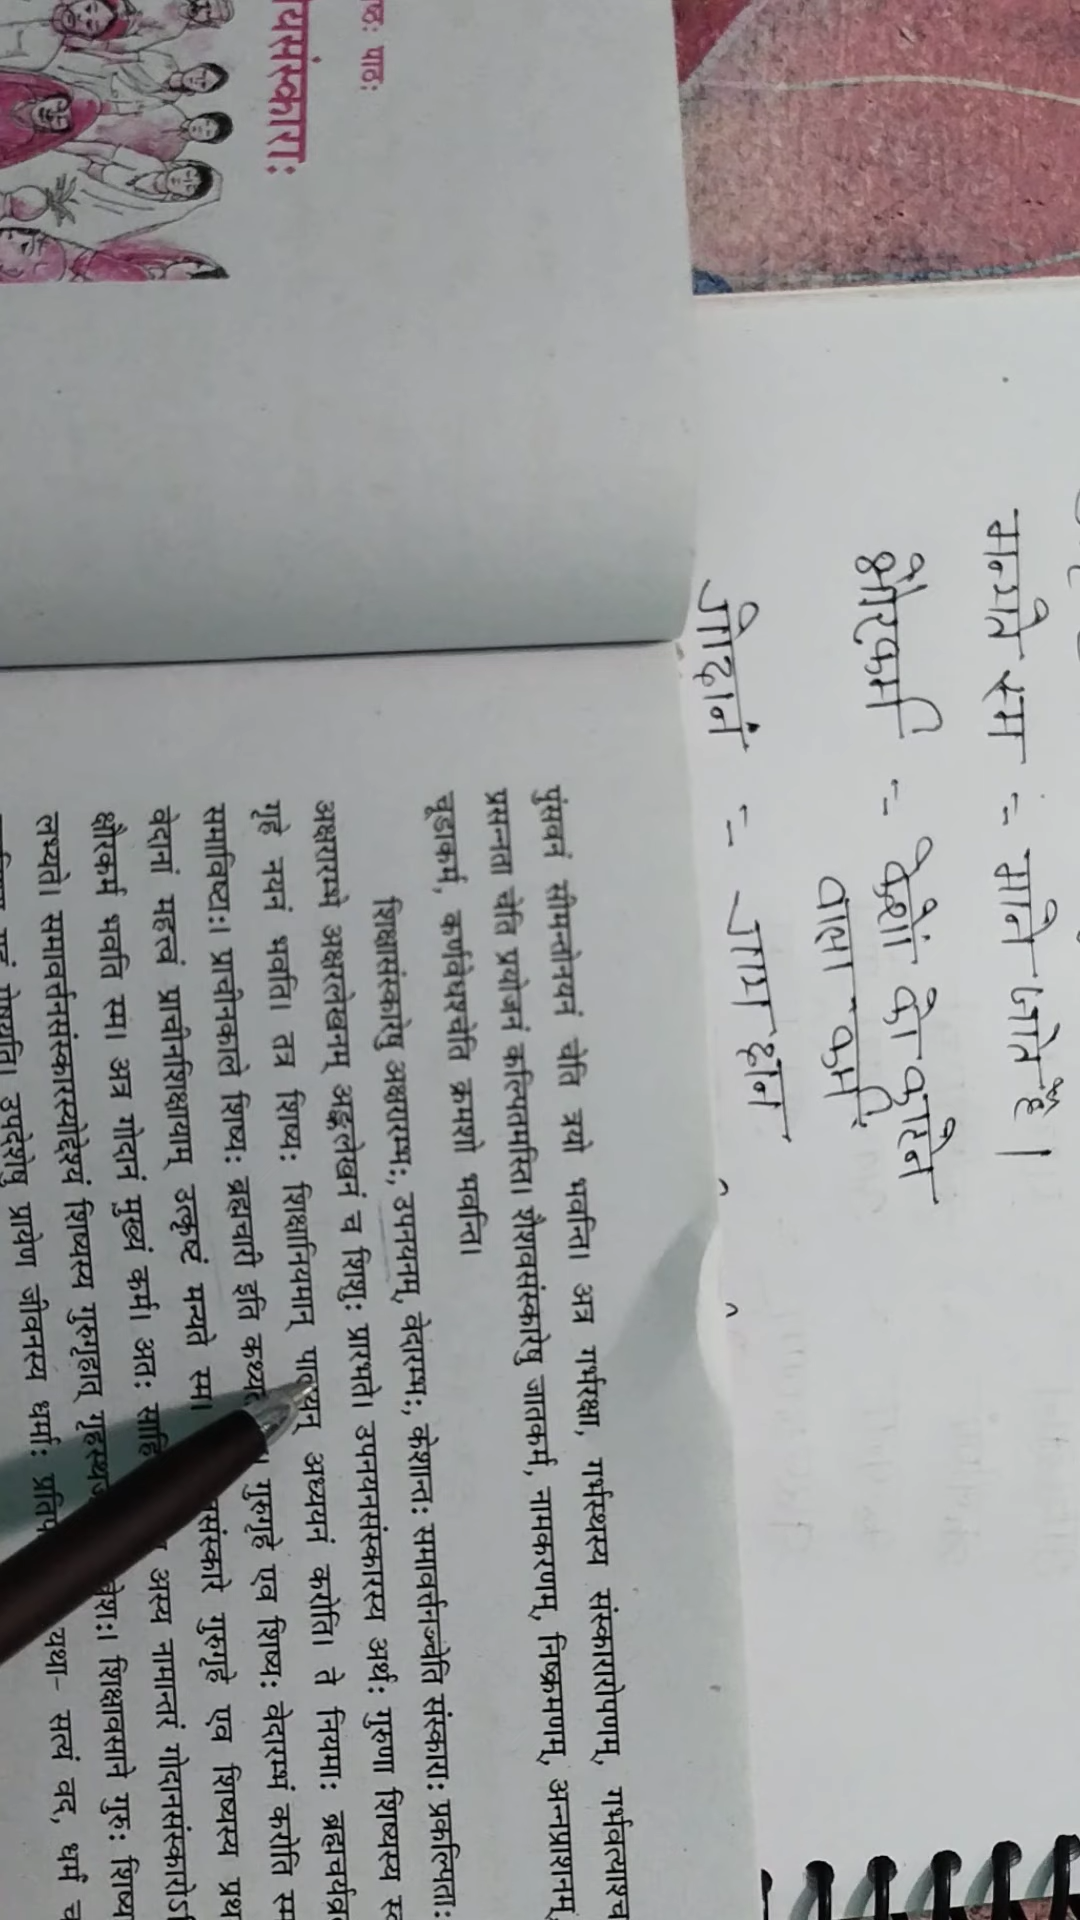 पाठः
यसंस्काराः
मान्यते स्म = माने जाते हैं।
क्षौरकर्म = केशों को काटने
वाला कर्म
गोदानं = गाय दान
पुंसवनं सीमन्तोनयनं चेति त्रयो भवन्ति। अत्र गर्भरक्षा, गर्भस्थस्य संस्कारारोपणम्, गर्भवत्याश्च
प्रसन्नता चेति प्रयोजनं कल्पितमस्ति। शैशवसंस्कारेषु जातकर्म, नामकरणम्, निष्क्रमणम्, अन्नप्राशनम्,
चूडाकर्म, कर्णवेधश्चेति क्रमशो भवन्ति।
शिक्षासंस्कारेषु अक्षरारम्भः, उपनयनम्, वेदारम्भः, केशान्तः समावर्त्तनञ्चेति संस्काराः प्रकल्पिताः
अक्षरारम्भे अक्षरलेखनम् अङ्कलेखनं च शिशुः प्रारभते। उपनयनसंस्कारस्य अर्थः गुरुणा शिष्यस्य स्व
गृहे नयनं भवति। तत्र शिष्यः शिक्षानियमान् पालयन् अध्ययनं करोति। ते नियमाः ब्रह्मचर्यव्र
समाविष्टाः। प्राचीनकाले शिष्यः ब्रह्मचारी इति कथ्यते गुरुगृहे एव शिष्यः वेदारम्भं करोति स्म
वेदानां महत्त्वं प्राचीनशिक्षायाम् उत्कृष्टं मन्यते स्म। संस्कारे गुरुगृहे एव शिष्यस्य प्रथ
क्षौरकर्म भवति स्म। अत्र गोदानं मुख्यं कर्म। अतः साहि अस्य नामान्तरं गोदानसंस्कारोऽपि
लभ्यते। समावर्त्तनसंस्कारस्योद्देश्यं शिष्यस्य गुरुगृहात् गृहस्थ वेशः। शिक्षावसाने गुरुः शिष्य
उपदेशेषु प्रायेण जीवनस्य धर्माः प्रतिप यथा- सत्यं वद, धर्मं च